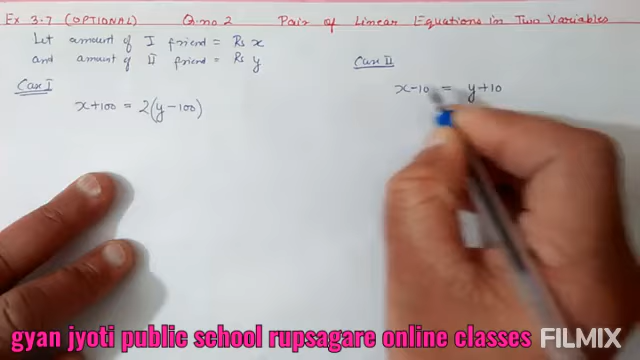 Ex 3.7 (OPTIONAL) Q.no 2 Pair of Linear Equations in Two Variables
Let amount of I friend = Rs x
and amount of II friend = Rs y
Case I
x+100 = 2(y-100)
Case II
x-10 = y+10
gyan jyoti public school rupsagare online classes
FILMIX